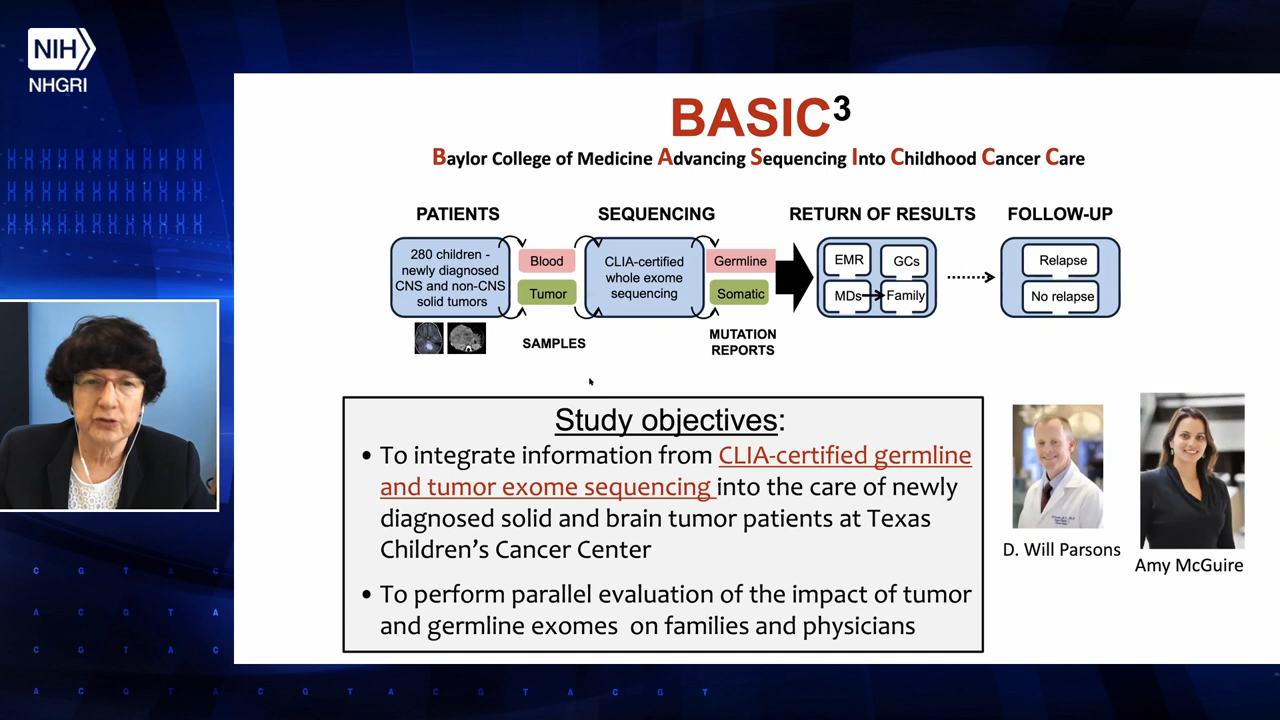 NIH
NHGRI
BASIC³
Baylor College of Medicine Advancing Sequencing Into Childhood Cancer Care
PATIENTS
SEQUENCING
RETURN OF RESULTS
FOLLOW-UP
280 children -
newly diagnosed
CNS and non-CNS
solid tumors
Blood
Tumor
SAMPLES
CLIA-certified
whole exome
sequencing
Germline
Somatic
MUTATION
REPORTS
EMR
GCs
MDs
Family
Relapse
No relapse
Study objectives:
• To integrate information from CLIA-certified germline
and tumor exome sequencing into the care of newly
diagnosed solid and brain tumor patients at Texas
Children’s Cancer Center
• To perform parallel evaluation of the impact of tumor
and germline exomes on families and physicians
D. Will Parsons
Amy McGuire
C G T A C
A C G T A
C G T A C
A C G T A C G T A C G T A C G T